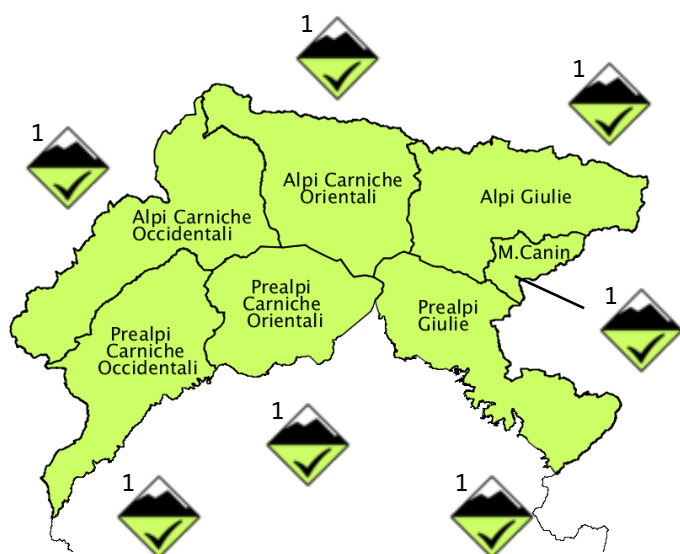 1
1
1
Alpi Carniche
Orientali
Alpi Giulie
Alpi Carniche
Occidentali
M.Canin
Prealpi
Carniche
Orientali
1
Prealpi
Giulie
Prealpi
Carniche
Occidentali
1
1
1